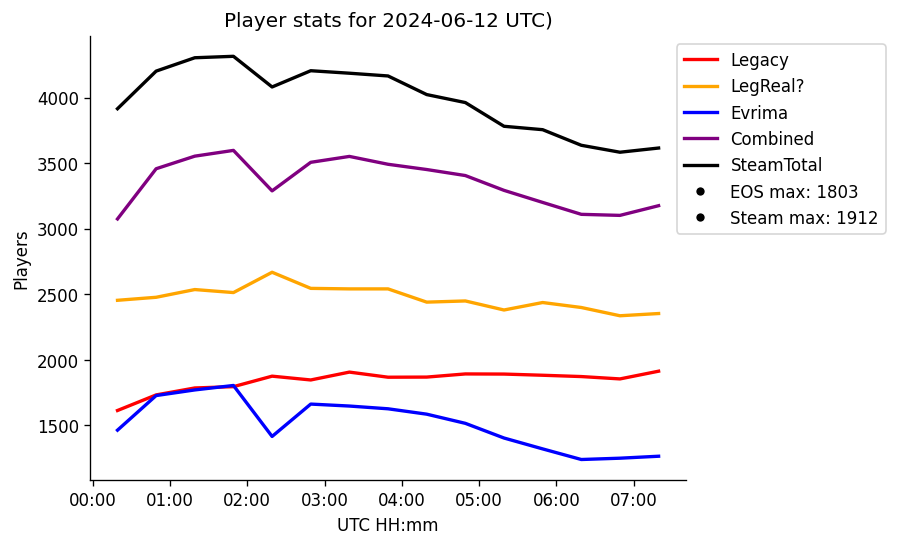 Player stats for 2024-06-12 UTC)
Legacy
LegReal?
Evrima
Combined
SteamTotal
EOS max: 1803
Steam max: 1912
Players
4000
3500
3000
2500
2000
1500
00:00 01:00 02:00 03:00 04:00 05:00 06:00 07:00
UTC HH:mm